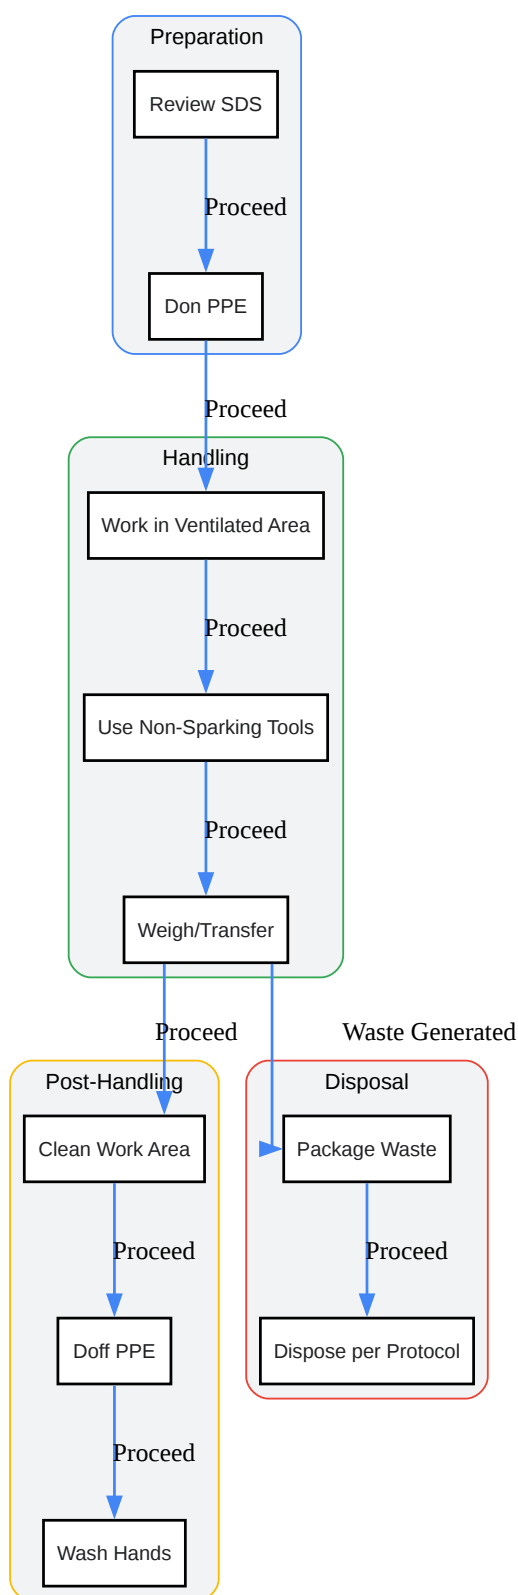 Preparation
Review SDS
Proceed
Don PPE
Proceed
Handling
Work in Ventilated Area
Proceed
Use Non-Sparking Tools
Proceed
Weigh/Transfer
Proceed
Waste Generated
Post-Handling
Disposal
Clean Work Area
Package Waste
Proceed
Proceed
Doff PPE
Dispose per Protocol
Proceed
Wash Hands